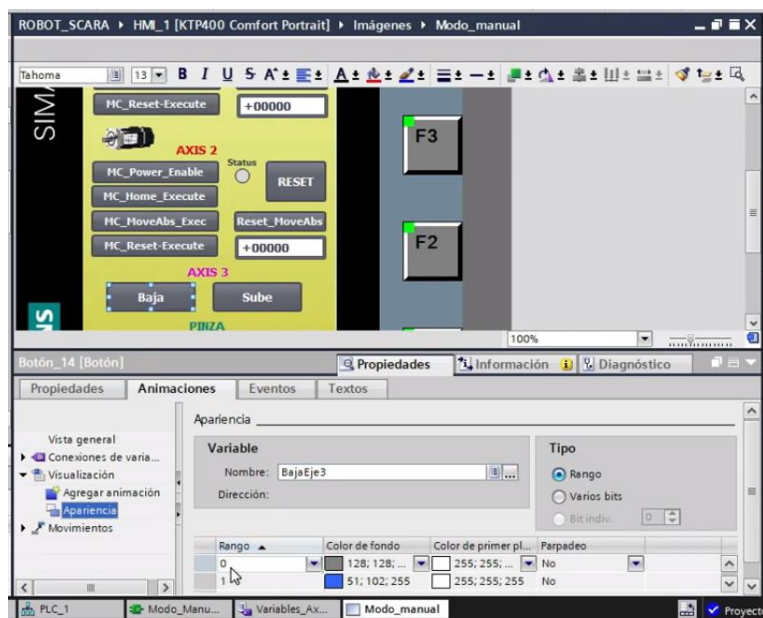 ROBOT_SCARA ▸ HMI_1 [KTP400 Comfort Portrait] ▸ Imágenes ▸ Modo_manual
Tahoma 13 B I U S A
SIM
MC_Reset-Execute +00000
F3
AXIS 2
MC_Power_Enable Status RESET
MC_Home_Execute
MC_MoveAbs_Exec Reset_MoveAbs
MC_Reset-Execute +00000
F2
AXIS 3
Baja Sube
NS
PINZA
100%
Botón_14 [Botón] Propiedades Información Diagnóstico
Propiedades Animaciones Eventos Textos
Apariencia
Vista general
Conexiones de varia...
Visualización
Agregar animación
Apariencia
Movimientos
Variable
Nombre: BajaEje3 ...
Dirección:
Tipo
Rango
Varios bits
Bit indiv. 0
Rango Color de fondo Color de primer pl... Parpadeo
0 128; 128; ... 255; 255; ... No
1 51; 102; 255 255; 255; 255 No
PLC_1 Modo_Manu... Variables_Ax... Modo_manual Proyect